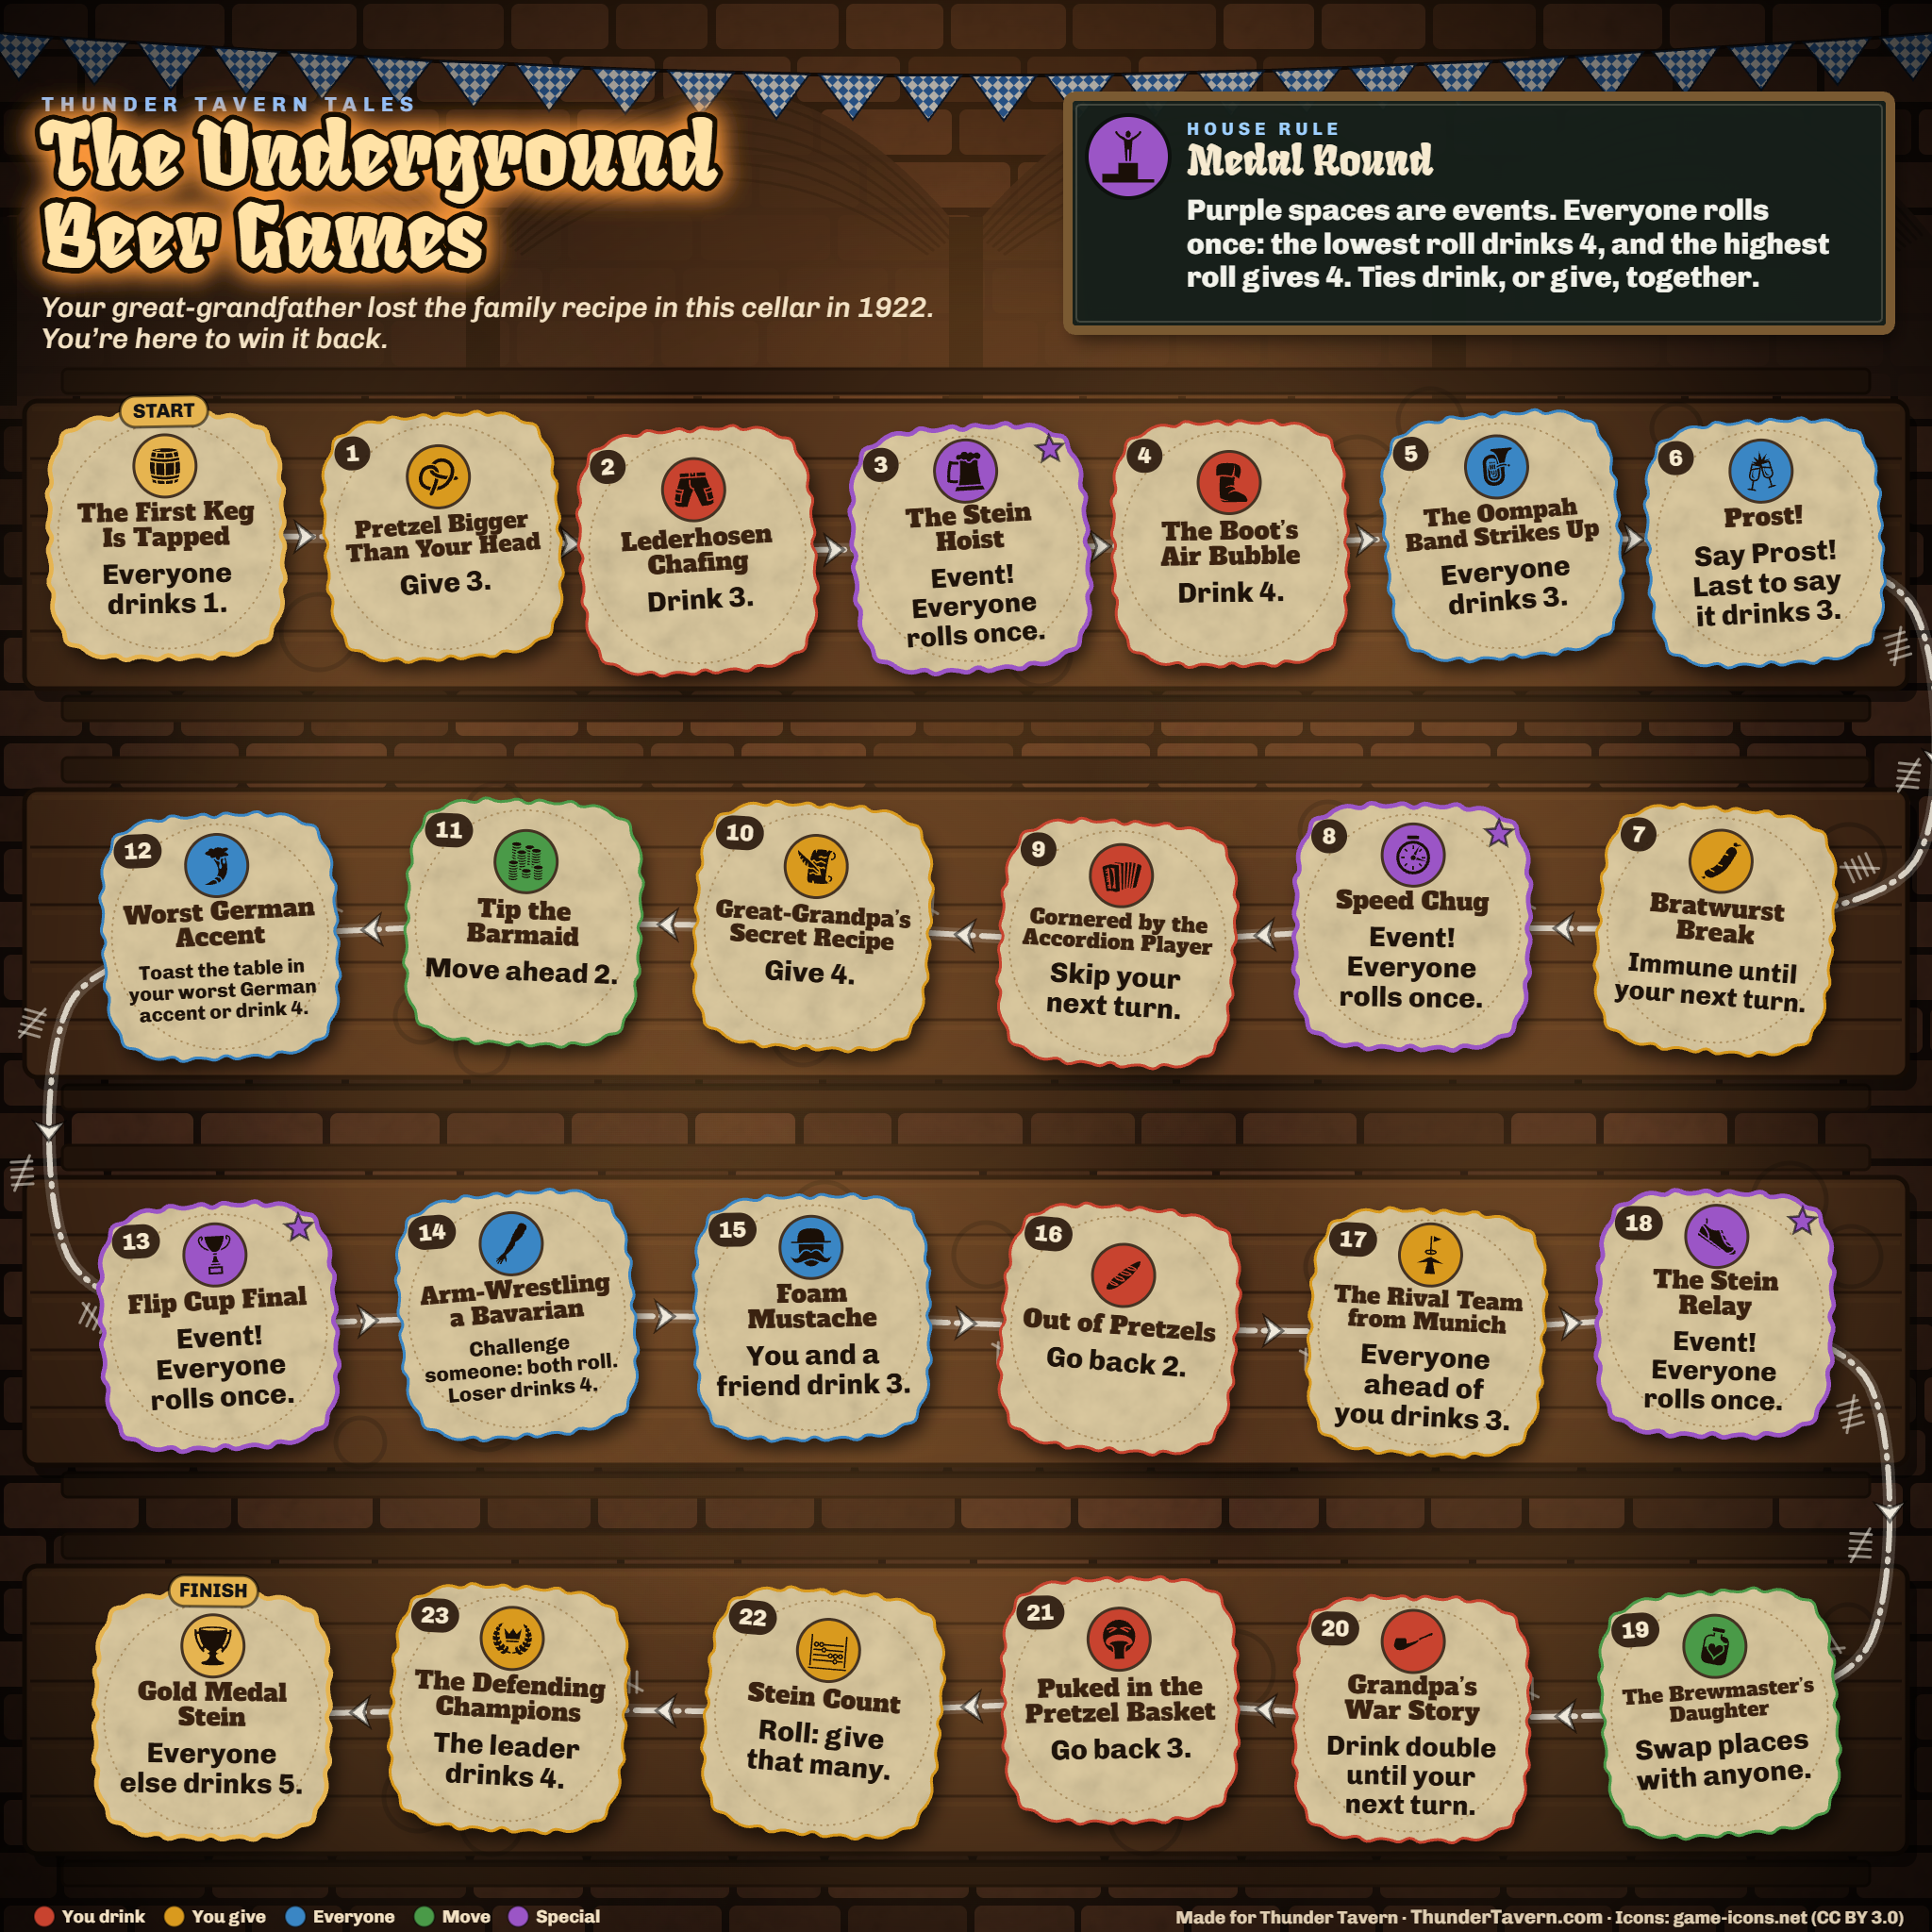 THUNDER TAVERN TALES
The Underground
Beer Games
Your great-grandfather lost the family recipe in this cellar in 1922.
You're here to win it back.
HOUSE RULE
Medal Round
Purple spaces are events. Everyone rolls
once: the lowest roll drinks 4, and the highest
roll gives 4. Ties drink, or give, together.
START
The First Keg
Is Tapped
Everyone
drinks 1.
1
Pretzel Bigger
Than Your Head
Give 3.
2
Lederhosen
Chafing
Drink 3.
3
The Stein
Hoist
Event!
Everyone
rolls once.
4
The Boot's
Air Bubble
Drink 4.
5
The Oompah
Band Strikes Up
Everyone
drinks 3.
6
Prost!
Say Prost!
Last to say
it drinks 3.
7
Bratwurst
Break
Immune until
your next turn.
8
Speed Chug
Event!
Everyone
rolls once.
9
Cornered by the
Accordion Player
Skip your
next turn.
10
Great-Grandpa's
Secret Recipe
Give 4.
11
Tip the
Barmaid
Move ahead 2.
12
Worst German
Accent
Toast the table in
your worst German
accent or drink 4.
13
Flip Cup Final
Event!
Everyone
rolls once.
14
Arm-Wrestling
a Bavarian
Challenge
someone: both roll.
Loser drinks 4.
15
Foam
Mustache
You and a
friend drink 3.
16
Out of Pretzels
Go back 2.
17
The Rival Team
from Munich
Everyone
ahead of
you drinks 3.
18
The Stein
Relay
Event!
Everyone
rolls once.
19
The Brewmaster's
Daughter
Swap places
with anyone.
20
Grandpa's
War Story
Drink double
until your
next turn.
21
Puked in the
Pretzel Basket
Go back 3.
22
Stein Count
Roll: give
that many.
23
The Defending
Champions
The leader
drinks 4.
FINISH
Gold Medal
Stein
Everyone
else drinks 5.
You drink
You give
Everyone
Move
Special
Made for Thunder Tavern · ThunderTavern.com · Icons: game-icons.net (CC BY 3.0)